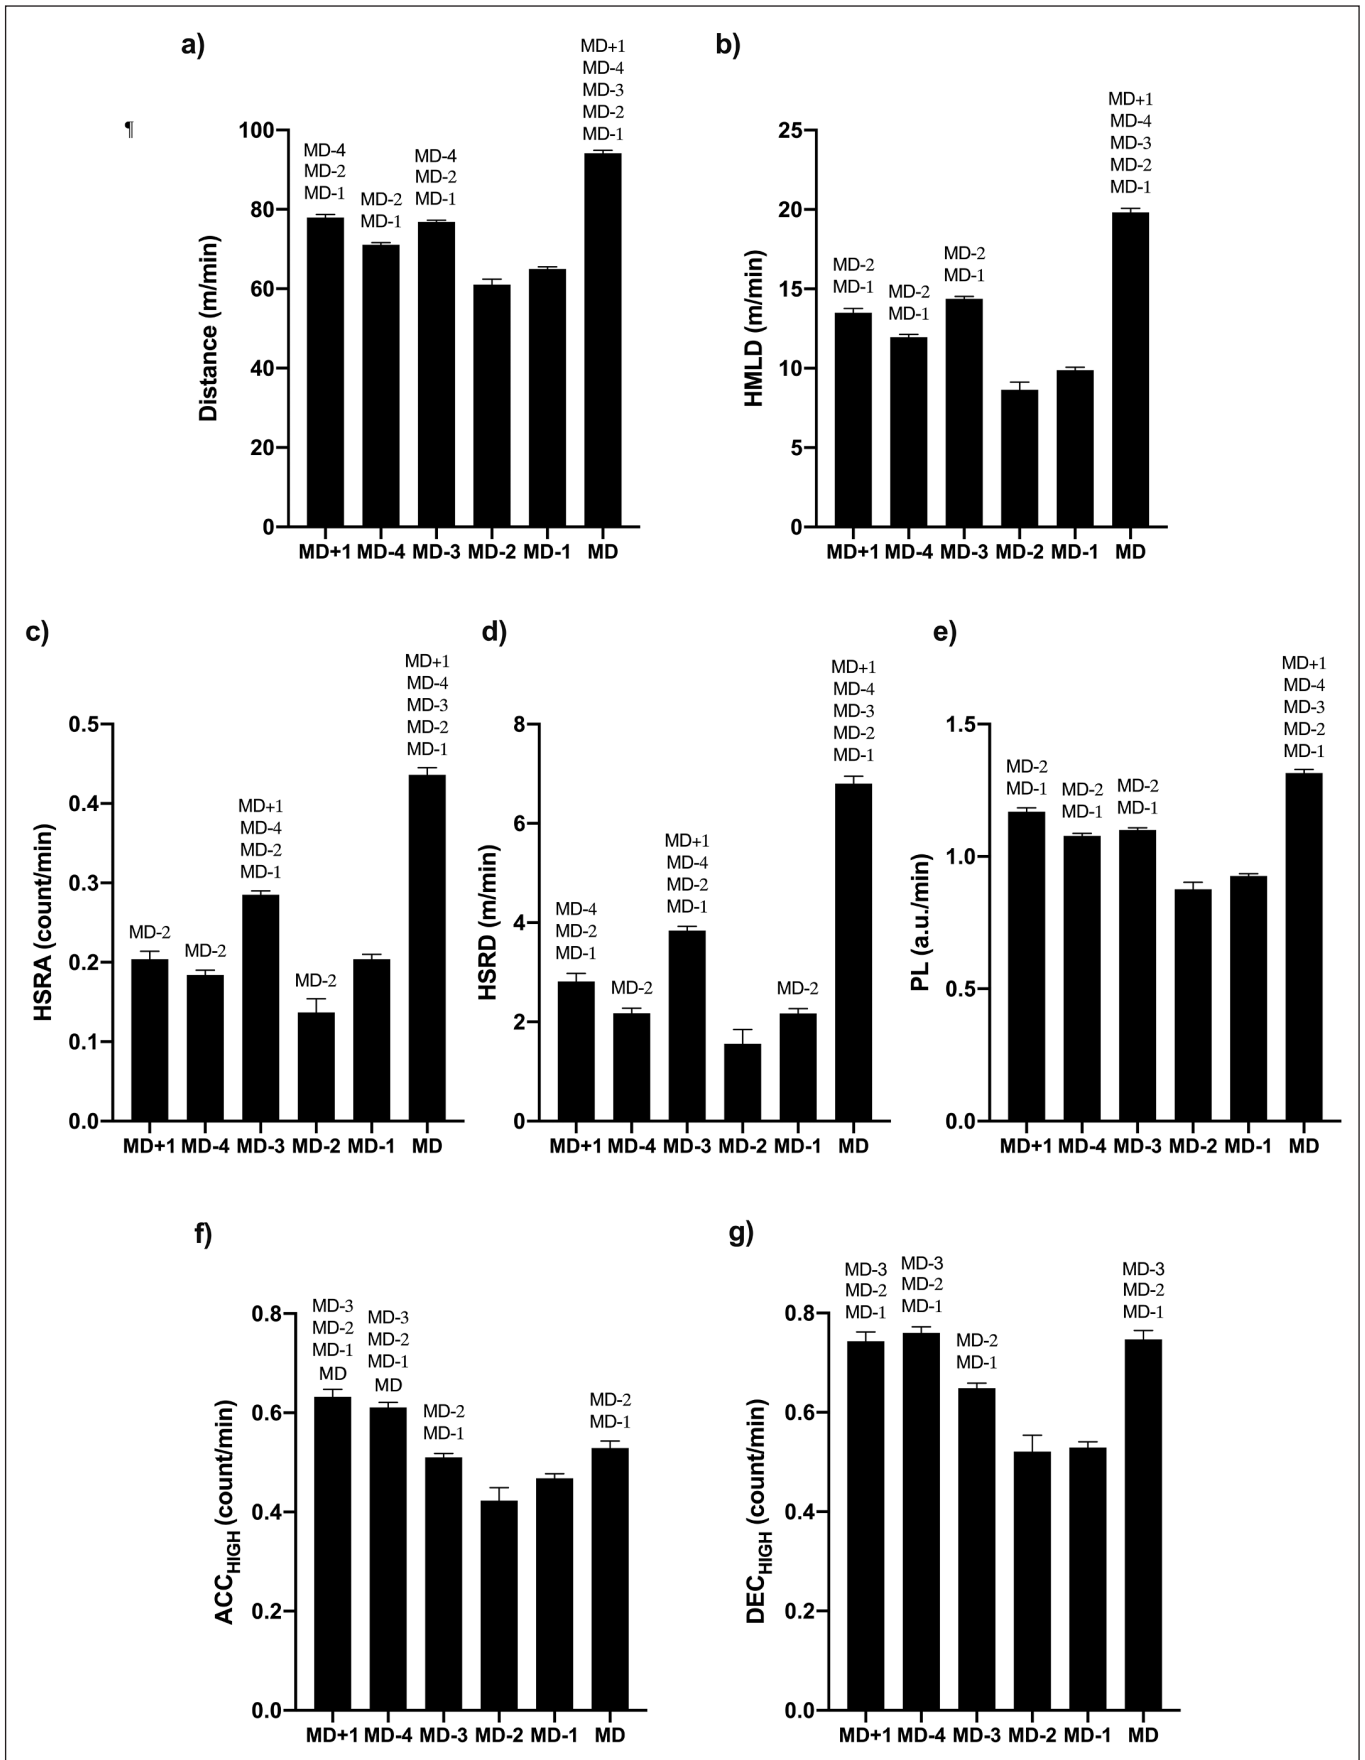 a)
¶
Distance (m/min)
100
80
60
40
20
0
MD-4
MD-2
MD-1
MD-2
MD-1
MD-4
MD-2
MD-1
MD+1
MD-4
MD-3
MD-2
MD-1
MD+1 MD-4 MD-3 MD-2 MD-1 MD
b)
HMLD (m/min)
25
20
15
10
5
0
MD-2
MD-1
MD-2
MD-1
MD-2
MD-1
MD+1
MD-4
MD-3
MD-2
MD-1
MD+1 MD-4 MD-3 MD-2 MD-1 MD
c)
HSRA (count/min)
0.5
0.4
0.3
0.2
0.1
0.0
MD-2
MD-2
MD+1
MD-4
MD-2
MD-1
MD-2
MD+1
MD-4
MD-3
MD-2
MD-1
MD+1 MD-4 MD-3 MD-2 MD-1 MD
d)
HSRD (m/min)
8
6
4
2
0
MD-4
MD-2
MD-1
MD-2
MD+1
MD-4
MD-2
MD-1
MD-2
MD+1
MD-4
MD-3
MD-2
MD-1
MD+1 MD-4 MD-3 MD-2 MD-1 MD
e)
PL (a.u./min)
1.5
1.0
0.5
0.0
MD-2
MD-1
MD-2
MD-1
MD-2
MD-1
MD+1
MD-4
MD-3
MD-2
MD-1
MD+1 MD-4 MD-3 MD-2 MD-1 MD
f)
ACCHIGH (count/min)
0.8
0.6
0.4
0.2
0.0
MD-3
MD-2
MD-1
MD
MD-3
MD-2
MD-1
MD
MD-2
MD-1
MD-2
MD-1
MD+1 MD-4 MD-3 MD-2 MD-1 MD
g)
DECHIGH (count/min)
0.8
0.6
0.4
0.2
0.0
MD-3
MD-2
MD-1
MD-3
MD-2
MD-1
MD-2
MD-1
MD-3
MD-2
MD-1
MD+1 MD-4 MD-3 MD-2 MD-1 MD